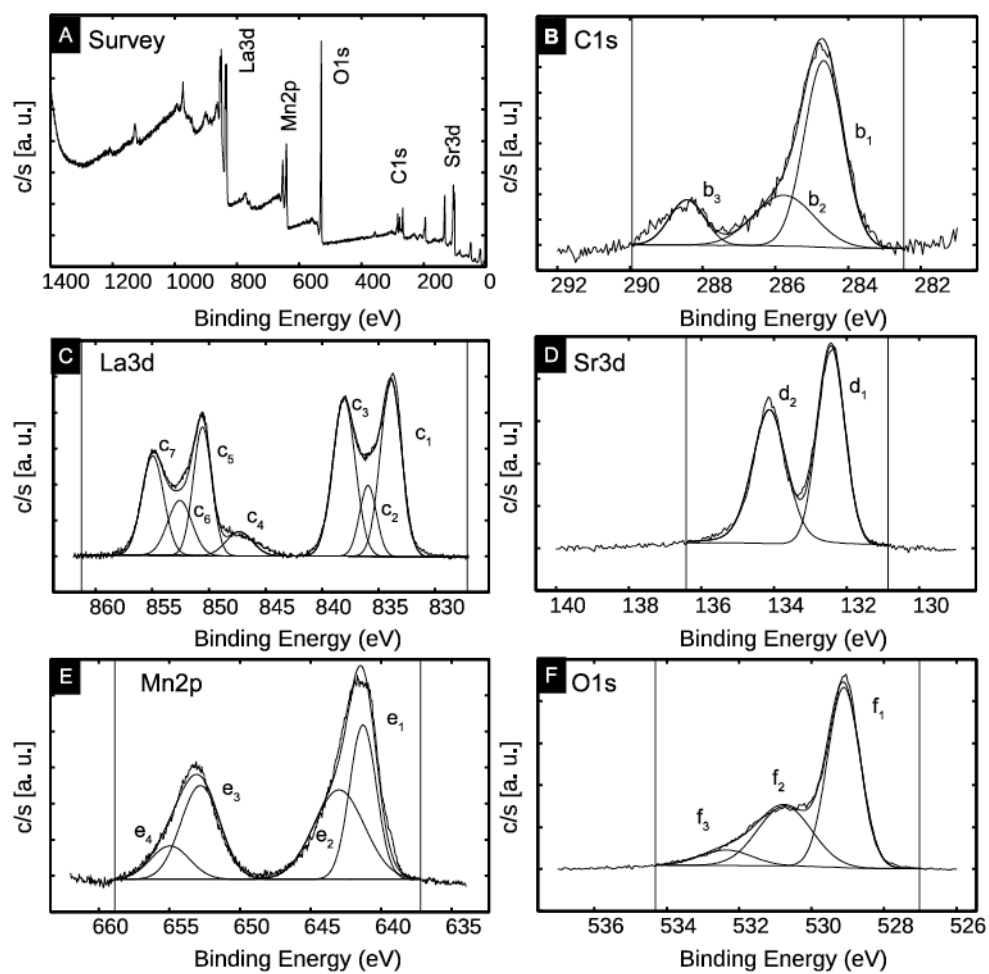 A Survey
La3d
Mn2p
O1s
C1s
Sr3d
c/s [a. u.]
1400 1200 1000 800 600 400 200 0
Binding Energy (eV)
B C1s
b1
b2
b3
c/s [a. u.]
292 290 288 286 284 282
Binding Energy (eV)
C La3d
c7
c5
c6
c4
c3
c1
c2
c/s [a. u.]
860 855 850 845 840 835 830
Binding Energy (eV)
D Sr3d
d2
d1
c/s [a. u.]
140 138 136 134 132 130
Binding Energy (eV)
E Mn2p
e1
e3
e4
e2
c/s [a. u.]
660 655 650 645 640 635
Binding Energy (eV)
F O1s
f1
f2
f3
c/s [a. u.]
536 534 532 530 528 526
Binding Energy (eV)